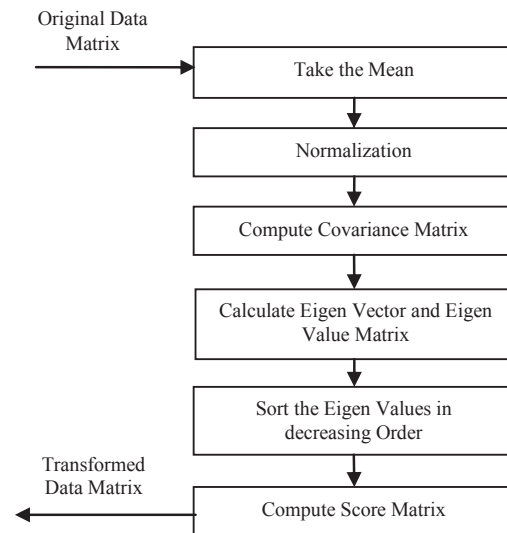 Original Data
Matrix
Take the Mean
Normalization
Compute Covariance Matrix
Calculate Eigen Vector and Eigen
Value Matrix
Sort the Eigen Values in
decreasing Order
Transformed
Data Matrix
Compute Score Matrix